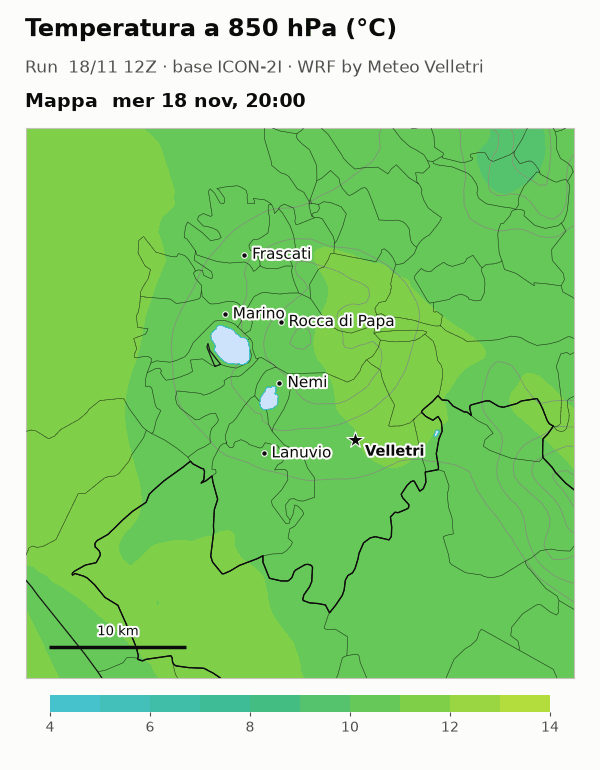 Temperatura a 850 hPa (°C)
Run  18/11 12Z · base ICON-2I · WRF by Meteo Velletri
Mappa  mer 18 nov, 20:00
Frascati
Marino
Rocca di Papa
Nemi
Velletri
Lanuvio
10 km
4 6 8 10 12 14